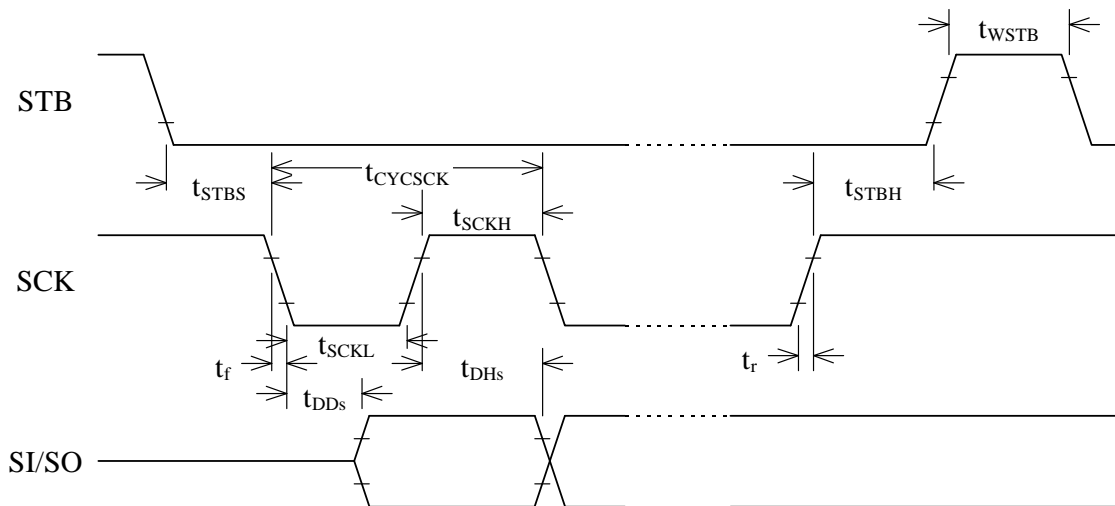 tWSTB
STB
tCYCSCK
tSTBS
tSTBH
tSCKH
SCK
tSCKL
tf
tDHs
tr
tDDs
SI/SO